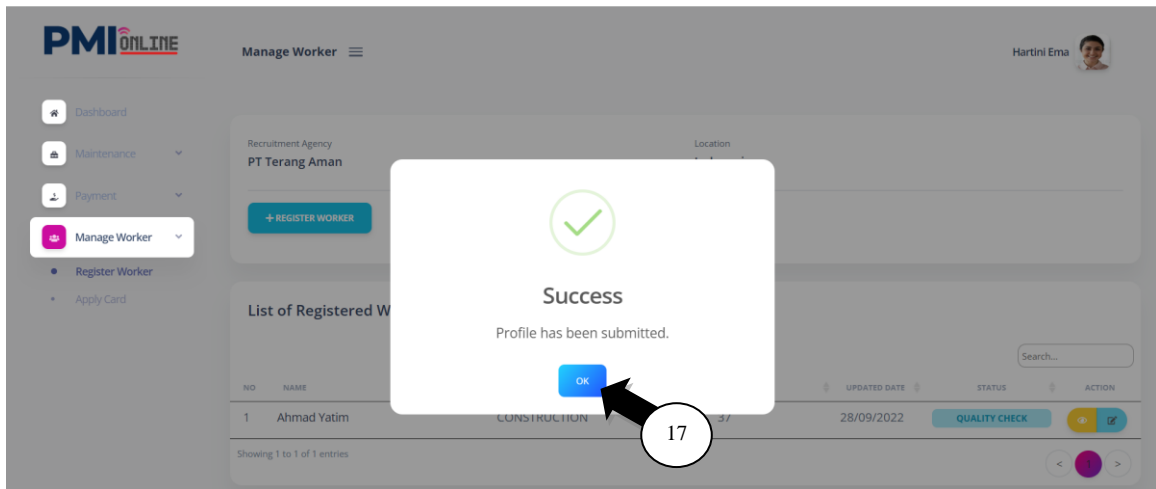 PMI ONLINE
Manage Worker
Hartini Ema
Dashboard
Maintenance
Payment
Manage Worker
Register Worker
Apply Card
Recruitment Agency
PT Terang Aman
Location
+ REGISTER WORKER
Success
Profile has been submitted.
OK
List of Registered W
Search...
NO NAME UPDATED DATE STATUS ACTION
1 Ahmad Yatim CONSTRUCTION 37 28/09/2022 QUALITY CHECK
17
Showing 1 to 1 of 1 entries
< 1 >